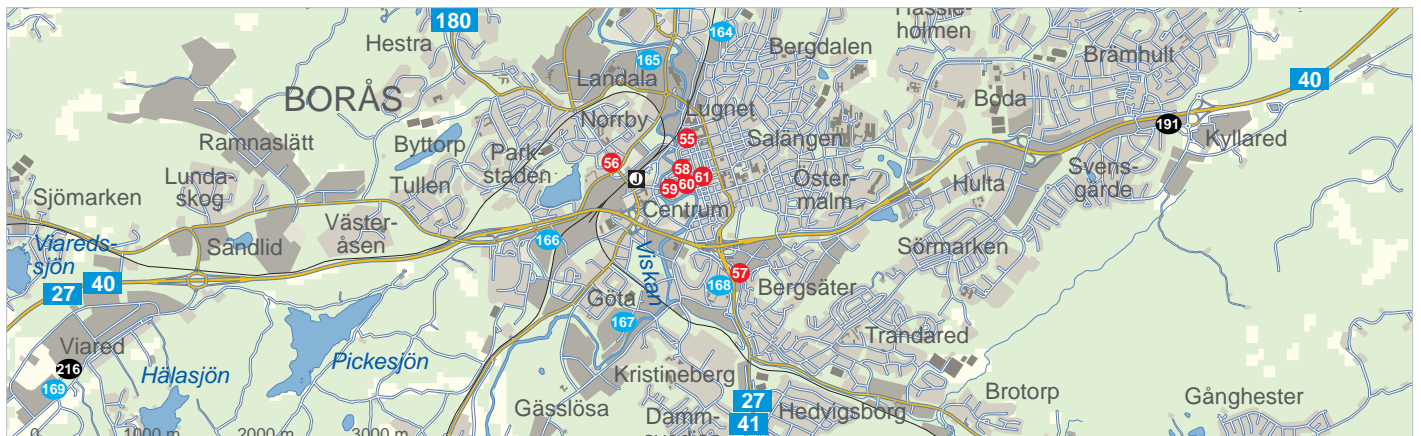 180
Hestra
164
Hässle-
holmen
Bergdalen
165
Brämhult
Landala
40
BORÅS
Boda
Lugnet
Norrby
191
Ramnaslätt
55
Salängen
Kyllared
Byttorp
Park-
staden
56
58
Svens-
gärde
Lunda-
skog
Tullen
J
59
60
61
Öster-
malm
Hulta
Sjömarken
Centrum
Väster-
åsen
Sandlid
166
Sörmarken
Viareds-
sjön
Viskan
40
27
57
168
Bergsäter
Göta
167
Trandared
Viared
216
169
Hälasjön
Pickesjön
Kristineberg
Brotorp
Gånghester
27
41
Gässlösa
Damm-
Hedvigsborg
0
1000 m
2000 m
3000 m